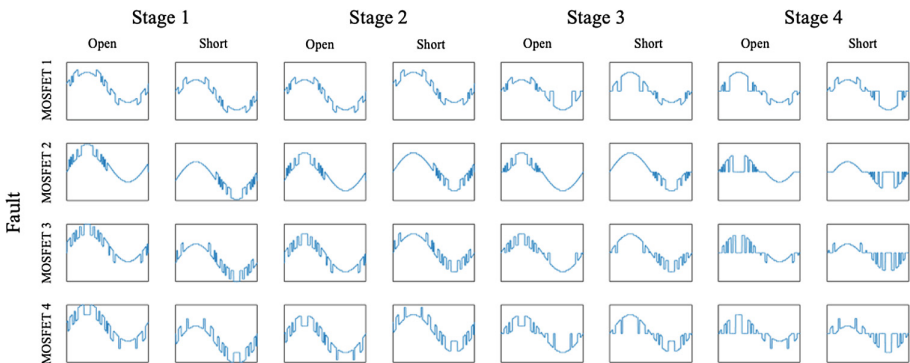 Stage 1 Stage 2 Stage 3 Stage 4
Open Short Open Short Open Short Open Short
MOSFET 1
MOSFET 2
Fault
MOSFET 3
MOSFET 4